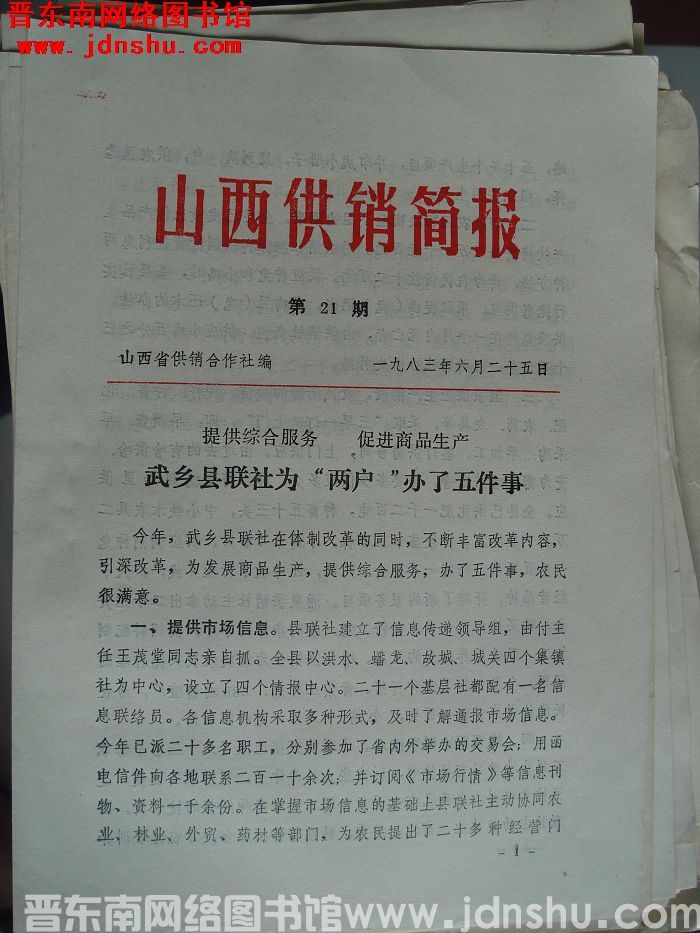 晋东南网络图书馆
www.jdnshu.com
山西供销简报
第 21 期
山西省供销合作社编 一九八三年六月二十五日
提供综合服务 促进商品生产
武乡县联社为“两户”办了五件事
今年，武乡县联社在体制改革的同时，不断丰富改革内容，
引深改革，为发展商品生产，提供综合服务，办了五件事，农民
很满意。
一、提供市场信息。县联社建立了信息传递领导组，由付主
任王茂堂同志亲自抓。全县以洪水、蟠龙、故城、城关四个集镇
社为中心，设立了四个情报中心。二十一个基层社都配有一名信
息联络员。各信息机构采取多种形式，及时了解通报市场信息。
今年已派二十多名职工，分别参加了省内外举办的交易会；用函
电信件向各地联系二百一十余次；并订阅《市场行情》等信息刊
物、资料一千余份。在掌握市场信息的基础上县联社主动协同农
业、林业、外贸、药材等部门，为农民提出了二十多种经营门
- 1 -
晋东南网络图书馆www.jdnshu.com